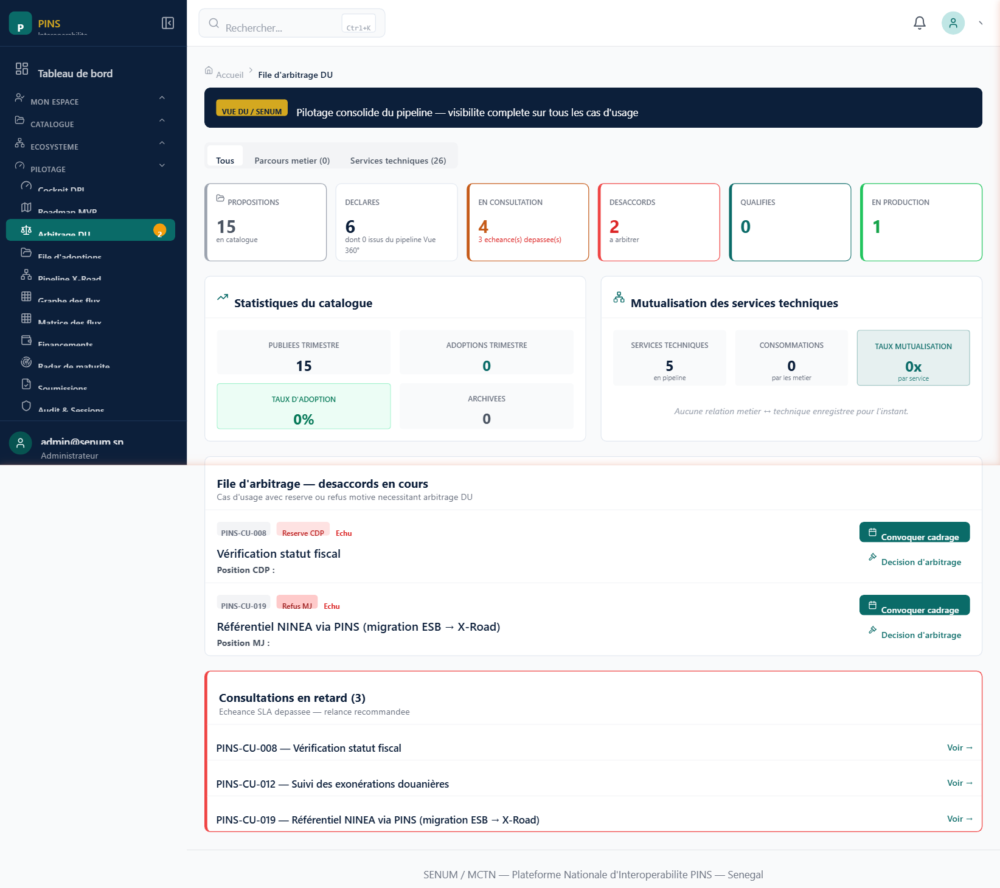 P PINS
Interoperabilite
Rechercher... Ctrl+K
Tableau de bord
MON ESPACE
CATALOGUE
ECOSYSTEME
PILOTAGE
Cockpit DPI
Roadmap MVP
Arbitrage DU 2
File d'adoptions
Pipeline X-Road
Graphe des flux
Matrice des flux
Financements
Radar de maturite
Soumissions
Audit & Sessions
admin@senum.sn
Administrateur
Accueil > File d'arbitrage DU
VUE DU / SENUM Pilotage consolide du pipeline — visibilite complete sur tous les cas d'usage
Tous Parcours metier (0) Services techniques (26)
PROPOSITIONS
15
en catalogue
DECLARES
6
dont 0 issus du pipeline Vue
360°
EN CONSULTATION
4
3 echeance(s) depassee(s)
DESACCORDS
2
a arbitrer
QUALIFIES
0
EN PRODUCTION
1
Statistiques du catalogue
PUBLIEES TRIMESTRE
15
ADOPTIONS TRIMESTRE
0
TAUX D'ADOPTION
0%
ARCHIVEES
0
Mutualisation des services techniques
SERVICES TECHNIQUES
5
en pipeline
CONSOMMATIONS
0
par les metier
TAUX MUTUALISATION
0x
par service
Aucune relation metier ↔ technique enregistree pour l'instant.
File d'arbitrage — desaccords en cours
Cas d'usage avec reserve ou refus motive necessitant arbitrage DU
PINS-CU-008 Reserve CDP Echu
Vérification statut fiscal
Position CDP :
Convoquer cadrage
Decision d'arbitrage
PINS-CU-019 Refus MJ Echu
Référentiel NINEA via PINS (migration ESB → X-Road)
Position MJ :
Convoquer cadrage
Decision d'arbitrage
Consultations en retard (3)
Echeance SLA depassee — relance recommandee
PINS-CU-008 — Vérification statut fiscal Voir →
PINS-CU-012 — Suivi des exonérations douanières Voir →
PINS-CU-019 — Référentiel NINEA via PINS (migration ESB → X-Road) Voir →
SENUM / MCTN — Plateforme Nationale d'Interoperabilite PINS — Senegal